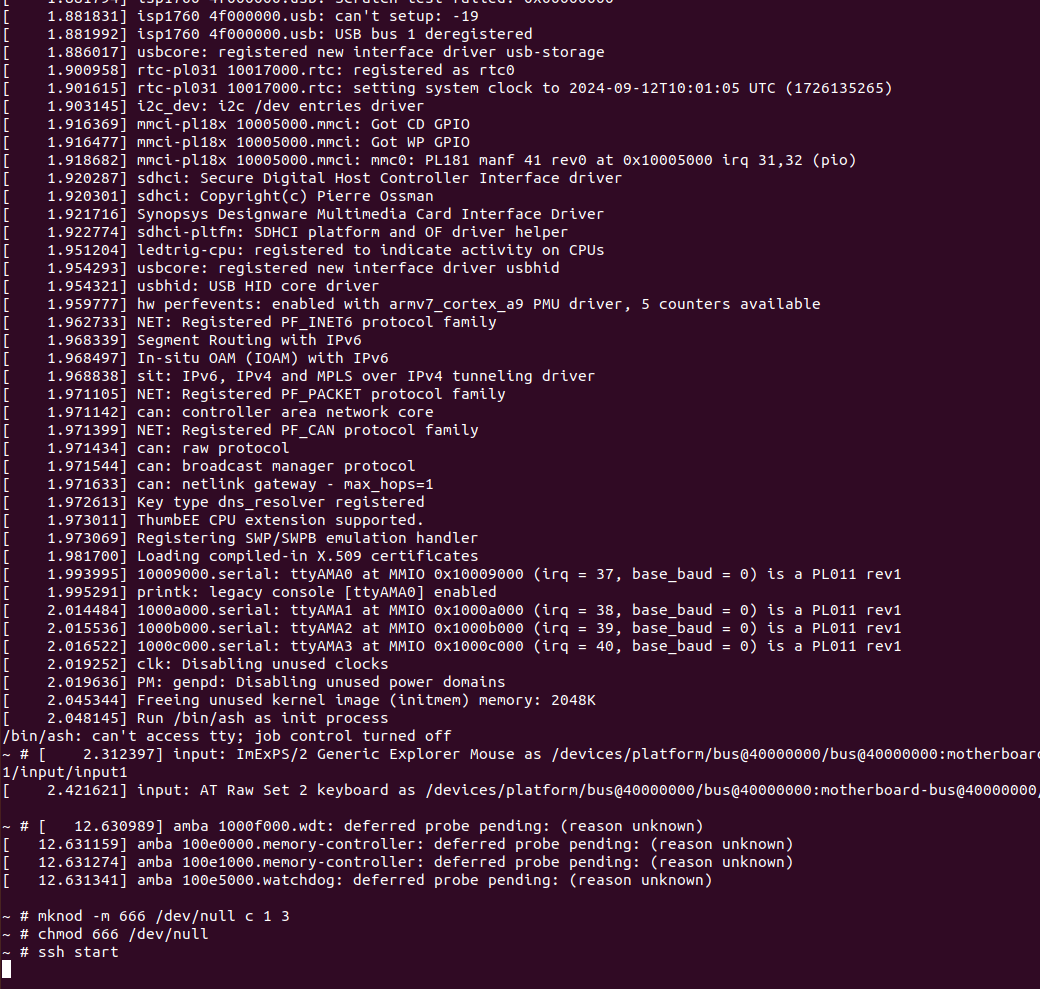 [    1.881794] isp1760 4f000000.usb: scratch test failed: 0x00000000
[    1.881831] isp1760 4f000000.usb: can't setup: -19
[    1.881992] isp1760 4f000000.usb: USB bus 1 deregistered
[    1.886017] usbcore: registered new interface driver usb-storage
[    1.900958] rtc-pl031 10017000.rtc: registered as rtc0
[    1.901615] rtc-pl031 10017000.rtc: setting system clock to 2024-09-12T10:01:05 UTC (1726135265)
[    1.903145] i2c_dev: i2c /dev entries driver
[    1.916369] mmci-pl18x 10005000.mmci: Got CD GPIO
[    1.916477] mmci-pl18x 10005000.mmci: Got WP GPIO
[    1.918682] mmci-pl18x 10005000.mmci: mmc0: PL181 manf 41 rev0 at 0x10005000 irq 31,32 (pio)
[    1.920287] sdhci: Secure Digital Host Controller Interface driver
[    1.920301] sdhci: Copyright(c) Pierre Ossman
[    1.921716] Synopsys Designware Multimedia Card Interface Driver
[    1.922774] sdhci-pltfm: SDHCI platform and OF driver helper
[    1.951204] ledtrig-cpu: registered to indicate activity on CPUs
[    1.954293] usbcore: registered new interface driver usbhid
[    1.954321] usbhid: USB HID core driver
[    1.959777] hw perfevents: enabled with armv7_cortex_a9 PMU driver, 5 counters available
[    1.962733] NET: Registered PF_INET6 protocol family
[    1.968339] Segment Routing with IPv6
[    1.968497] In-situ OAM (IOAM) with IPv6
[    1.968838] sit: IPv6, IPv4 and MPLS over IPv4 tunneling driver
[    1.971105] NET: Registered PF_PACKET protocol family
[    1.971142] can: controller area network core
[    1.971399] NET: Registered PF_CAN protocol family
[    1.971434] can: raw protocol
[    1.971544] can: broadcast manager protocol
[    1.971633] can: netlink gateway - max_hops=1
[    1.972613] Key type dns_resolver registered
[    1.973011] ThumbEE CPU extension supported.
[    1.973069] Registering SWP/SWPB emulation handler
[    1.981700] Loading compiled-in X.509 certificates
[    1.993995] 10009000.serial: ttyAMA0 at MMIO 0x10009000 (irq = 37, base_baud = 0) is a PL011 rev1
[    1.995291] printk: legacy console [ttyAMA0] enabled
[    2.014484] 1000a000.serial: ttyAMA1 at MMIO 0x1000a000 (irq = 38, base_baud = 0) is a PL011 rev1
[    2.015536] 1000b000.serial: ttyAMA2 at MMIO 0x1000b000 (irq = 39, base_baud = 0) is a PL011 rev1
[    2.016522] 1000c000.serial: ttyAMA3 at MMIO 0x1000c000 (irq = 40, base_baud = 0) is a PL011 rev1
[    2.019252] clk: Disabling unused clocks
[    2.019636] PM: genpd: Disabling unused power domains
[    2.045344] Freeing unused kernel image (initmem) memory: 2048K
[    2.048145] Run /bin/ash as init process
/bin/ash: can't access tty; job control turned off
~ # [    2.312397] input: ImExPS/2 Generic Explorer Mouse as /devices/platform/bus@40000000/bus@40000000:motherboard
1/input/input1
[    2.421621] input: AT Raw Set 2 keyboard as /devices/platform/bus@40000000/bus@40000000:motherboard-bus@40000000/
~ # [   12.630989] amba 1000f000.wdt: deferred probe pending: (reason unknown)
[   12.631159] amba 100e0000.memory-controller: deferred probe pending: (reason unknown)
[   12.631274] amba 100e1000.memory-controller: deferred probe pending: (reason unknown)
[   12.631341] amba 100e5000.watchdog: deferred probe pending: (reason unknown)
~ # mknod -m 666 /dev/null c 1 3
~ # chmod 666 /dev/null
~ # ssh start